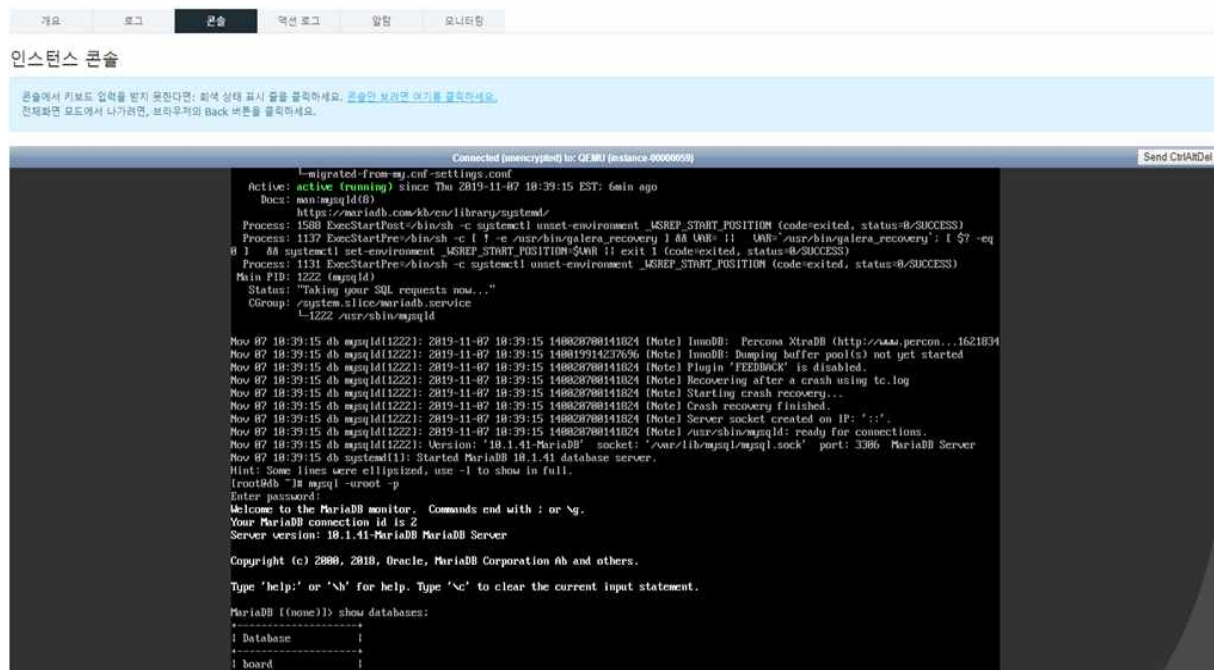 개요 로그 콘솔 액션 로그 알람 모니터링
인스턴스 콘솔
콘솔에서 키보드 입력을 받지 못한다면: 회색 상태 표시 줄을 클릭하세요. 콘솔만 보려면 여기를 클릭하세요.
전체화면 모드에서 나가려면, 브라우저의 Back 버튼을 클릭하세요.
Connected (unencrypted) to: QEMU (instance-00000059) Send CtrlAltDel
└─migrated-from-my.cnf-settings.conf
Active: active (running) since Thu 2019-11-07 10:39:15 EST; 6min ago
Docs: man:mysqld(8)
https://mariadb.com/kb/en/library/systemd/
Process: 1588 ExecStartPost=/bin/sh -c systemctl unset-environment _WSREP_START_POSITION (code=exited, status=0/SUCCESS)
Process: 1137 ExecStartPre=/bin/sh -c [ ! -e /usr/bin/galera_recovery ] && VAR= || VAR=`/usr/bin/galera_recovery`; [ $? -eq
0 ] && systemctl set-environment _WSREP_START_POSITION=$VAR || exit 1 (code=exited, status=0/SUCCESS)
Process: 1131 ExecStartPre=/bin/sh -c systemctl unset-environment _WSREP_START_POSITION (code=exited, status=0/SUCCESS)
Main PID: 1222 (mysqld)
Status: "Taking your SQL requests now..."
CGroup: /system.slice/mariadb.service
└─1222 /usr/sbin/mysqld
Nov 07 10:39:15 db mysqld[1222]: 2019-11-07 10:39:15 140020700141824 [Note] InnoDB: Percona XtraDB (http://www.percon...1621834
Nov 07 10:39:15 db mysqld[1222]: 2019-11-07 10:39:15 140019914237696 [Note] InnoDB: Dumping buffer pool(s) not yet started
Nov 07 10:39:15 db mysqld[1222]: 2019-11-07 10:39:15 140020700141824 [Note] Plugin 'FEEDBACK' is disabled.
Nov 07 10:39:15 db mysqld[1222]: 2019-11-07 10:39:15 140020700141824 [Note] Recovering after a crash using tc.log
Nov 07 10:39:15 db mysqld[1222]: 2019-11-07 10:39:15 140020700141824 [Note] Starting crash recovery...
Nov 07 10:39:15 db mysqld[1222]: 2019-11-07 10:39:15 140020700141824 [Note] Crash recovery finished.
Nov 07 10:39:15 db mysqld[1222]: 2019-11-07 10:39:15 140020700141824 [Note] Server socket created on IP: '::'.
Nov 07 10:39:15 db mysqld[1222]: 2019-11-07 10:39:15 140020700141824 [Note] /usr/sbin/mysqld: ready for connections.
Nov 07 10:39:15 db mysqld[1222]: Version: '10.1.41-MariaDB' socket: '/var/lib/mysql/mysql.sock' port: 3306 MariaDB Server
Nov 07 10:39:15 db systemd[1]: Started MariaDB 10.1.41 database server.
Hint: Some lines were ellipsized, use -l to show in full.
[root@db ~]# mysql -uroot -p
Enter password:
Welcome to the MariaDB monitor. Commands end with ; or \g.
Your MariaDB connection id is 2
Server version: 10.1.41-MariaDB MariaDB Server
Copyright (c) 2000, 2018, Oracle, MariaDB Corporation Ab and others.
Type 'help;' or '\h' for help. Type '\c' to clear the current input statement.
MariaDB [(none)]> show databases;
+--------------------+
| Database |
+--------------------+
| board |